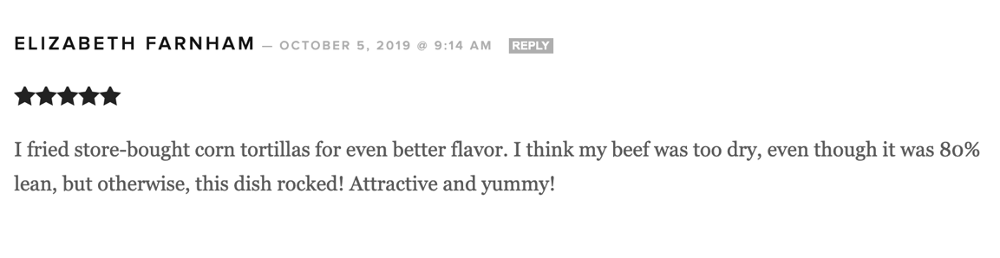 ELIZABETH FARNHAM — OCTOBER 5, 2019 @ 9:14 AM REPLY
I fried store-bought corn tortillas for even better flavor. I think my beef was too dry, even though it was 80%
lean, but otherwise, this dish rocked! Attractive and yummy!